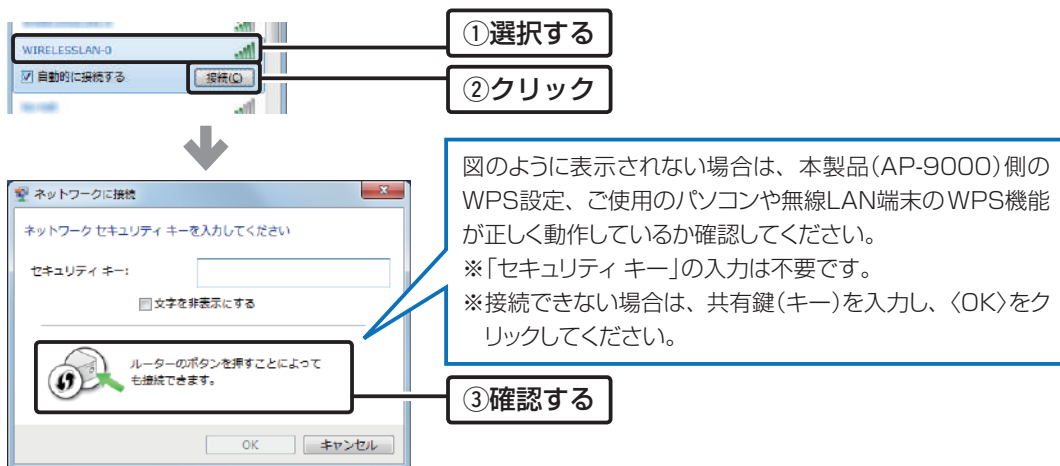 WIRELESSLAN-0
自動的に接続する
接続(C)
①選択する
②クリック
ネットワークに接続
ネットワーク セキュリティ キーを入力してください
セキュリティ キー:
文字を非表示にする
ルーターのボタンを押すことによって
も接続できます。
OK
キャンセル
図のように表示されない場合は、本製品(AP-9000)側の
WPS設定、ご使用のパソコンや無線LAN端末のWPS機能
が正しく動作しているか確認してください。
※「セキュリティ キー」の入力は不要です。
※接続できない場合は、共有鍵(キー)を入力し、〈OK〉をク
リックしてください。
③確認する